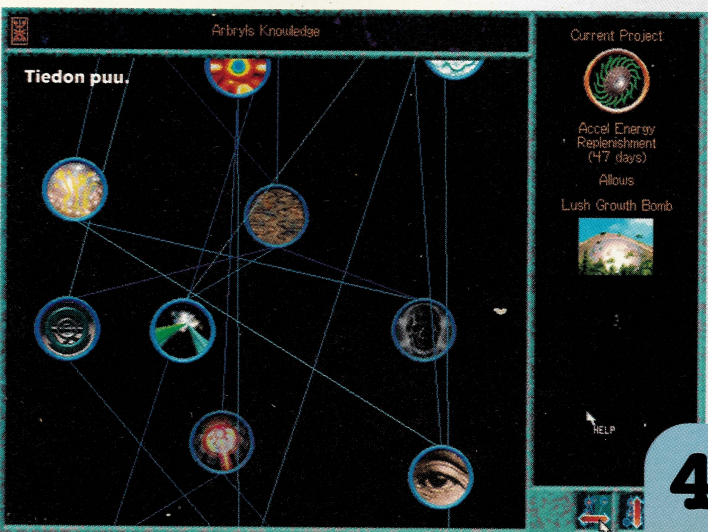 Arbryls Knowledge
Tiedon puu.
Current Project
Accel Energy
Replenishment
(47 days)
Allows
Lush Growth Bomb
HELP
4